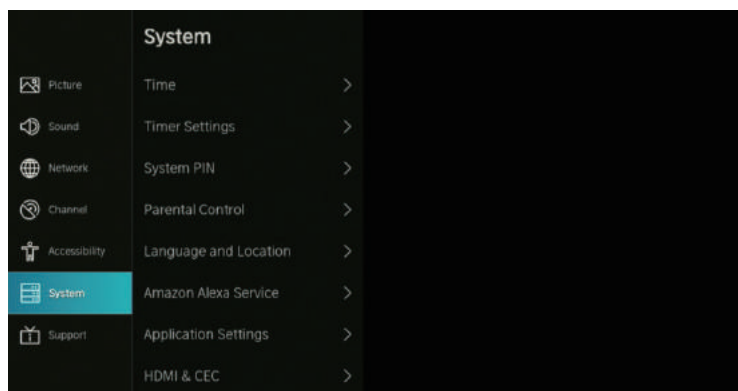 System
Picture
Time
Sound
Timer Settings
Network
System PIN
Channel
Parental Control
Accessibility
Language and Location
System
Amazon Alexa Service
Support
Application Settings
HDMI & CEC